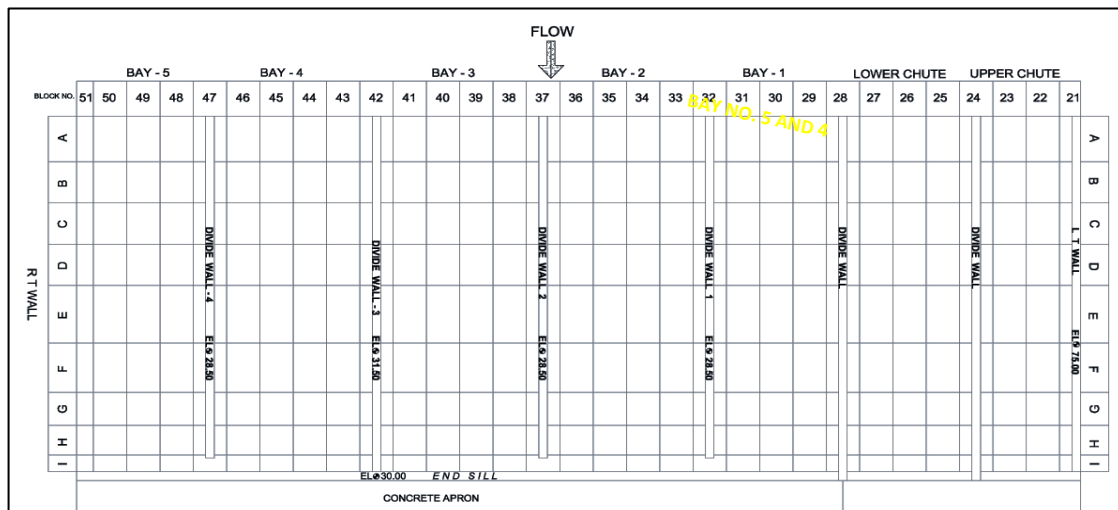 FLOW
BAY - 5 BAY - 4 BAY - 3 BAY - 2 BAY - 1 LOWER CHUTE UPPER CHUTE
BLOCK NO. 51 50 49 48 47 46 45 44 43 42 41 40 39 38 37 36 35 34 33 32 31 30 29 28 27 26 25 24 23 22 21
BAY NO. 5 AND 4
A A
B B
C C
D D
E E
F F
G G
H H
I I
R T WALL
DIVIDE WALL - 4 EL@ 28.50
DIVIDE WALL - 3 EL@ 31.50
DIVIDE WALL 2 EL@ 28.50
DIVIDE WALL 1 EL@ 28.50
DIVIDE WALL
DIVIDE WALL
L T WALL EL@ 75.00
EL@30.00 END SILL
CONCRETE APRON